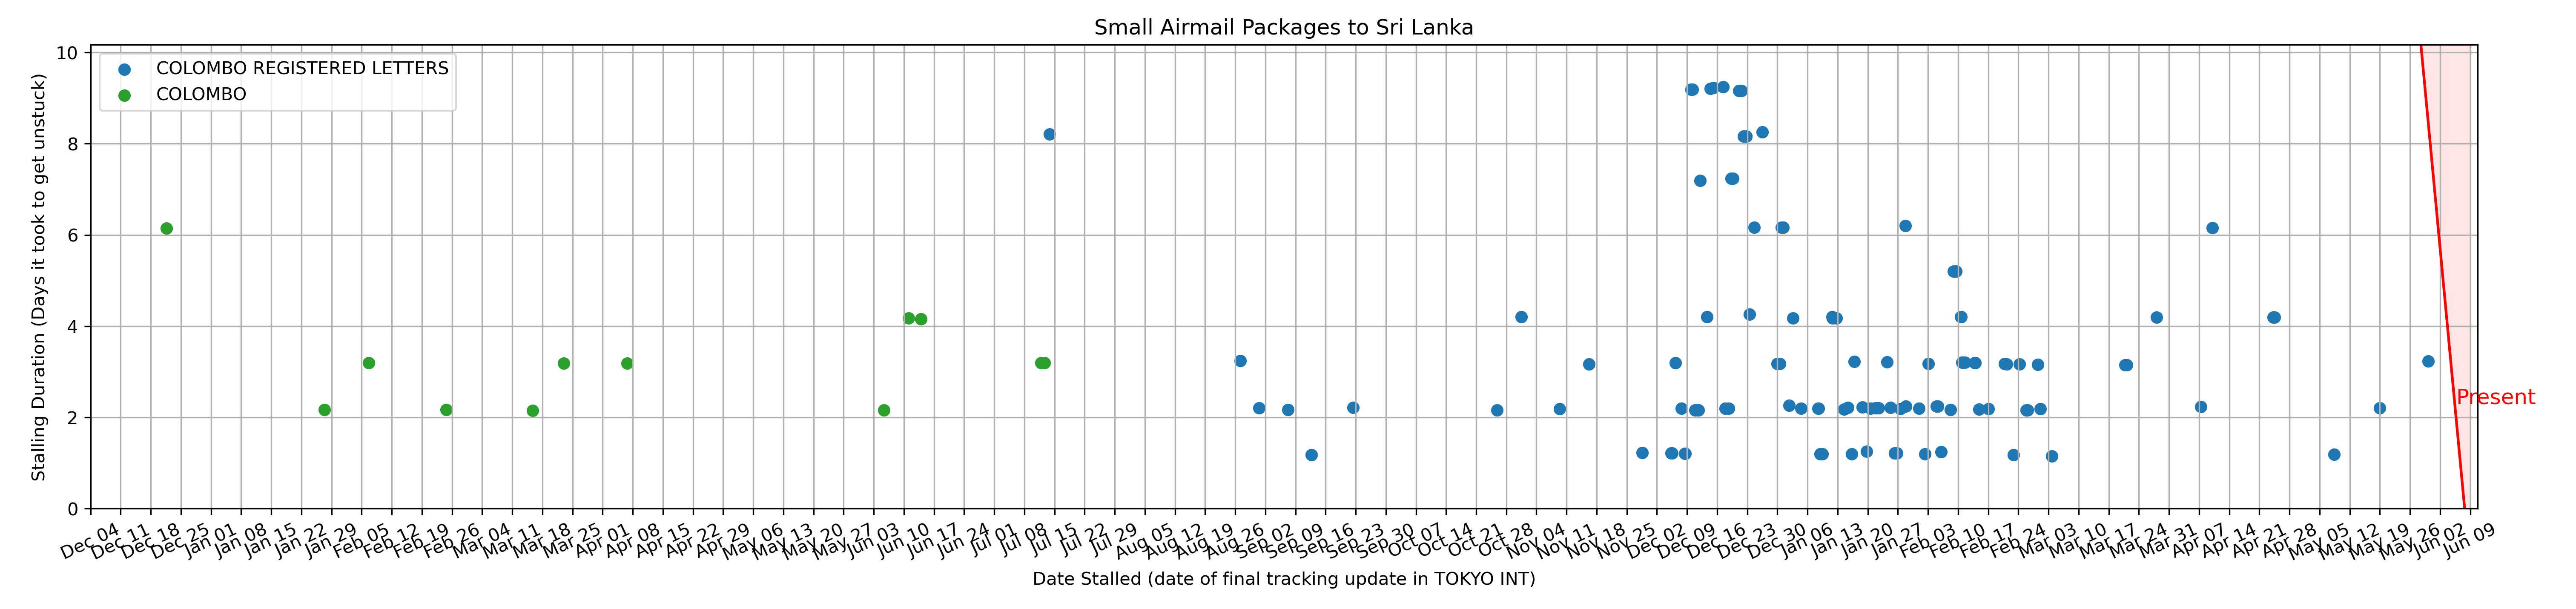 Small Airmail Packages to Sri Lanka
COLOMBO REGISTERED LETTERS
COLOMBO
Stalling Duration (Days it took to get unstuck)
10
8
6
4
2
0
Present
Dec 04
Dec 11
Dec 18
Dec 25
Jan 01
Jan 08
Jan 15
Jan 22
Jan 29
Feb 05
Feb 12
Feb 19
Feb 26
Mar 04
Mar 11
Mar 18
Mar 25
Apr 01
Apr 08
Apr 15
Apr 22
Apr 29
May 06
May 13
May 20
May 27
Jun 03
Jun 10
Jun 17
Jun 24
Jul 01
Jul 08
Jul 15
Jul 22
Jul 29
Aug 05
Aug 12
Aug 19
Aug 26
Sep 02
Sep 09
Sep 16
Sep 23
Sep 30
Oct 07
Oct 14
Oct 21
Oct 28
Nov 04
Nov 11
Nov 18
Nov 25
Dec 02
Dec 09
Dec 16
Dec 23
Dec 30
Jan 06
Jan 13
Jan 20
Jan 27
Feb 03
Feb 10
Feb 17
Feb 24
Mar 03
Mar 10
Mar 17
Mar 24
Mar 31
Apr 07
Apr 14
Apr 21
Apr 28
May 05
May 12
May 19
May 26
Jun 02
Jun 09
Date Stalled (date of final tracking update in TOKYO INT)